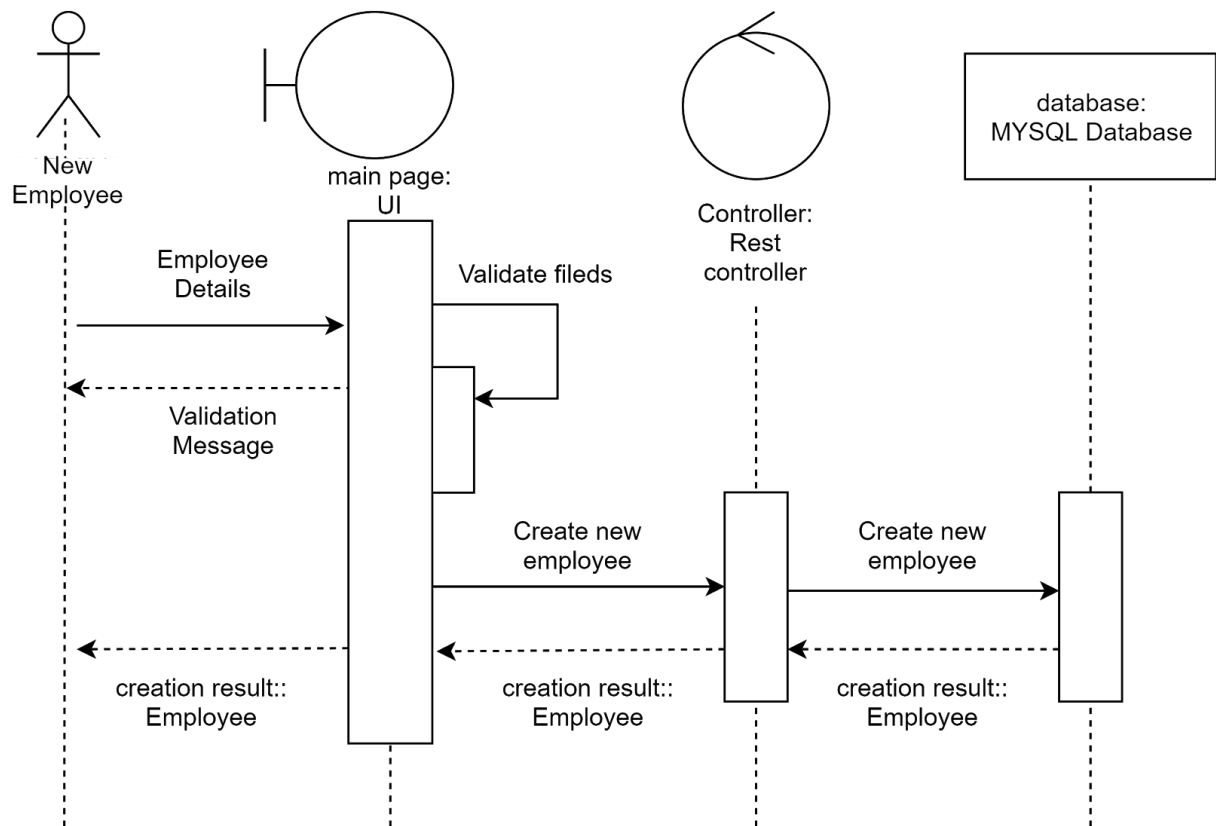 New
Employee
main page:
UI
Controller:
Rest
controller
database:
MYSQL Database
Employee
Details
Validate fileds
Validation
Message
Create new
employee
Create new
employee
creation result::
Employee
creation result::
Employee
creation result::
Employee